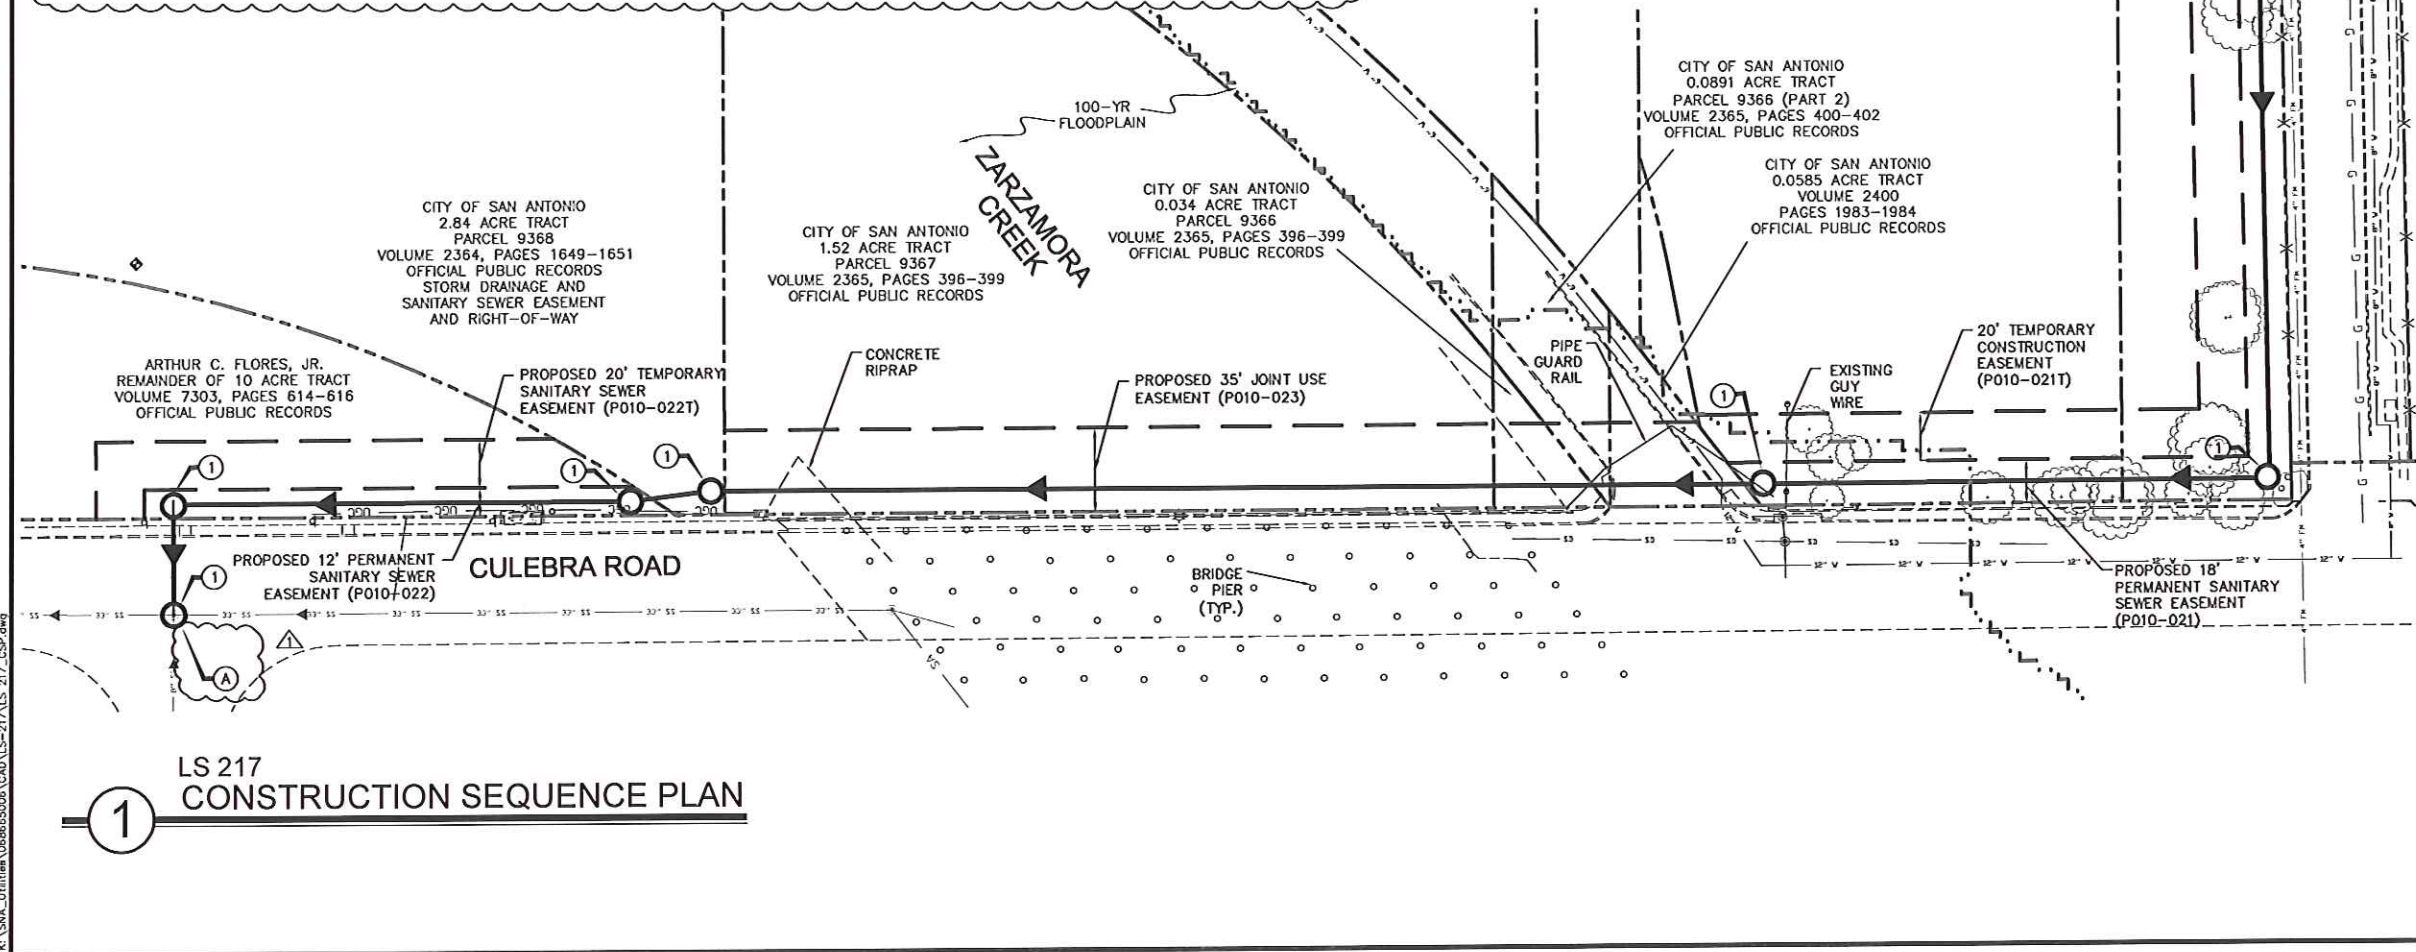 100-YR
FLOODPLAIN
ZARZAMORA
CREEK
CITY OF SAN ANTONIO
0.0891 ACRE TRACT
PARCEL 9366 (PART 2)
VOLUME 2365, PAGES 400-402
OFFICIAL PUBLIC RECORDS
CITY OF SAN ANTONIO
0.0585 ACRE TRACT
VOLUME 2400
PAGES 1983-1984
OFFICIAL PUBLIC RECORDS
CITY OF SAN ANTONIO
0.034 ACRE TRACT
PARCEL 9366
VOLUME 2365, PAGES 396-399
OFFICIAL PUBLIC RECORDS
CITY OF SAN ANTONIO
2.84 ACRE TRACT
PARCEL 9368
VOLUME 2364, PAGES 1649-1651
OFFICIAL PUBLIC RECORDS
STORM DRAINAGE AND
SANITARY SEWER EASEMENT
AND RIGHT-OF-WAY
CITY OF SAN ANTONIO
1.52 ACRE TRACT
PARCEL 9367
VOLUME 2365, PAGES 396-399
OFFICIAL PUBLIC RECORDS
ARTHUR C. FLORES, JR.
REMAINDER OF 10 ACRE TRACT
VOLUME 7303, PAGES 614-616
OFFICIAL PUBLIC RECORDS
PROPOSED 20' TEMPORARY
SANITARY SEWER
EASEMENT (P010-022T)
CONCRETE
RIPRAP
PROPOSED 35' JOINT USE
EASEMENT (P010-023)
PIPE
GUARD
RAIL
EXISTING
GUY
WIRE
20' TEMPORARY
CONSTRUCTION
EASEMENT
(P010-021T)
1
1
1
1
1
1
PROPOSED 12' PERMANENT
SANITARY SEWER
EASEMENT (P010-022)
CULEBRA ROAD
BRIDGE
PIER
(TYP.)
PROPOSED 18'
PERMANENT SANITARY
SEWER EASEMENT
(P010-021)
1
A
LS 217
CONSTRUCTION SEQUENCE PLAN
1